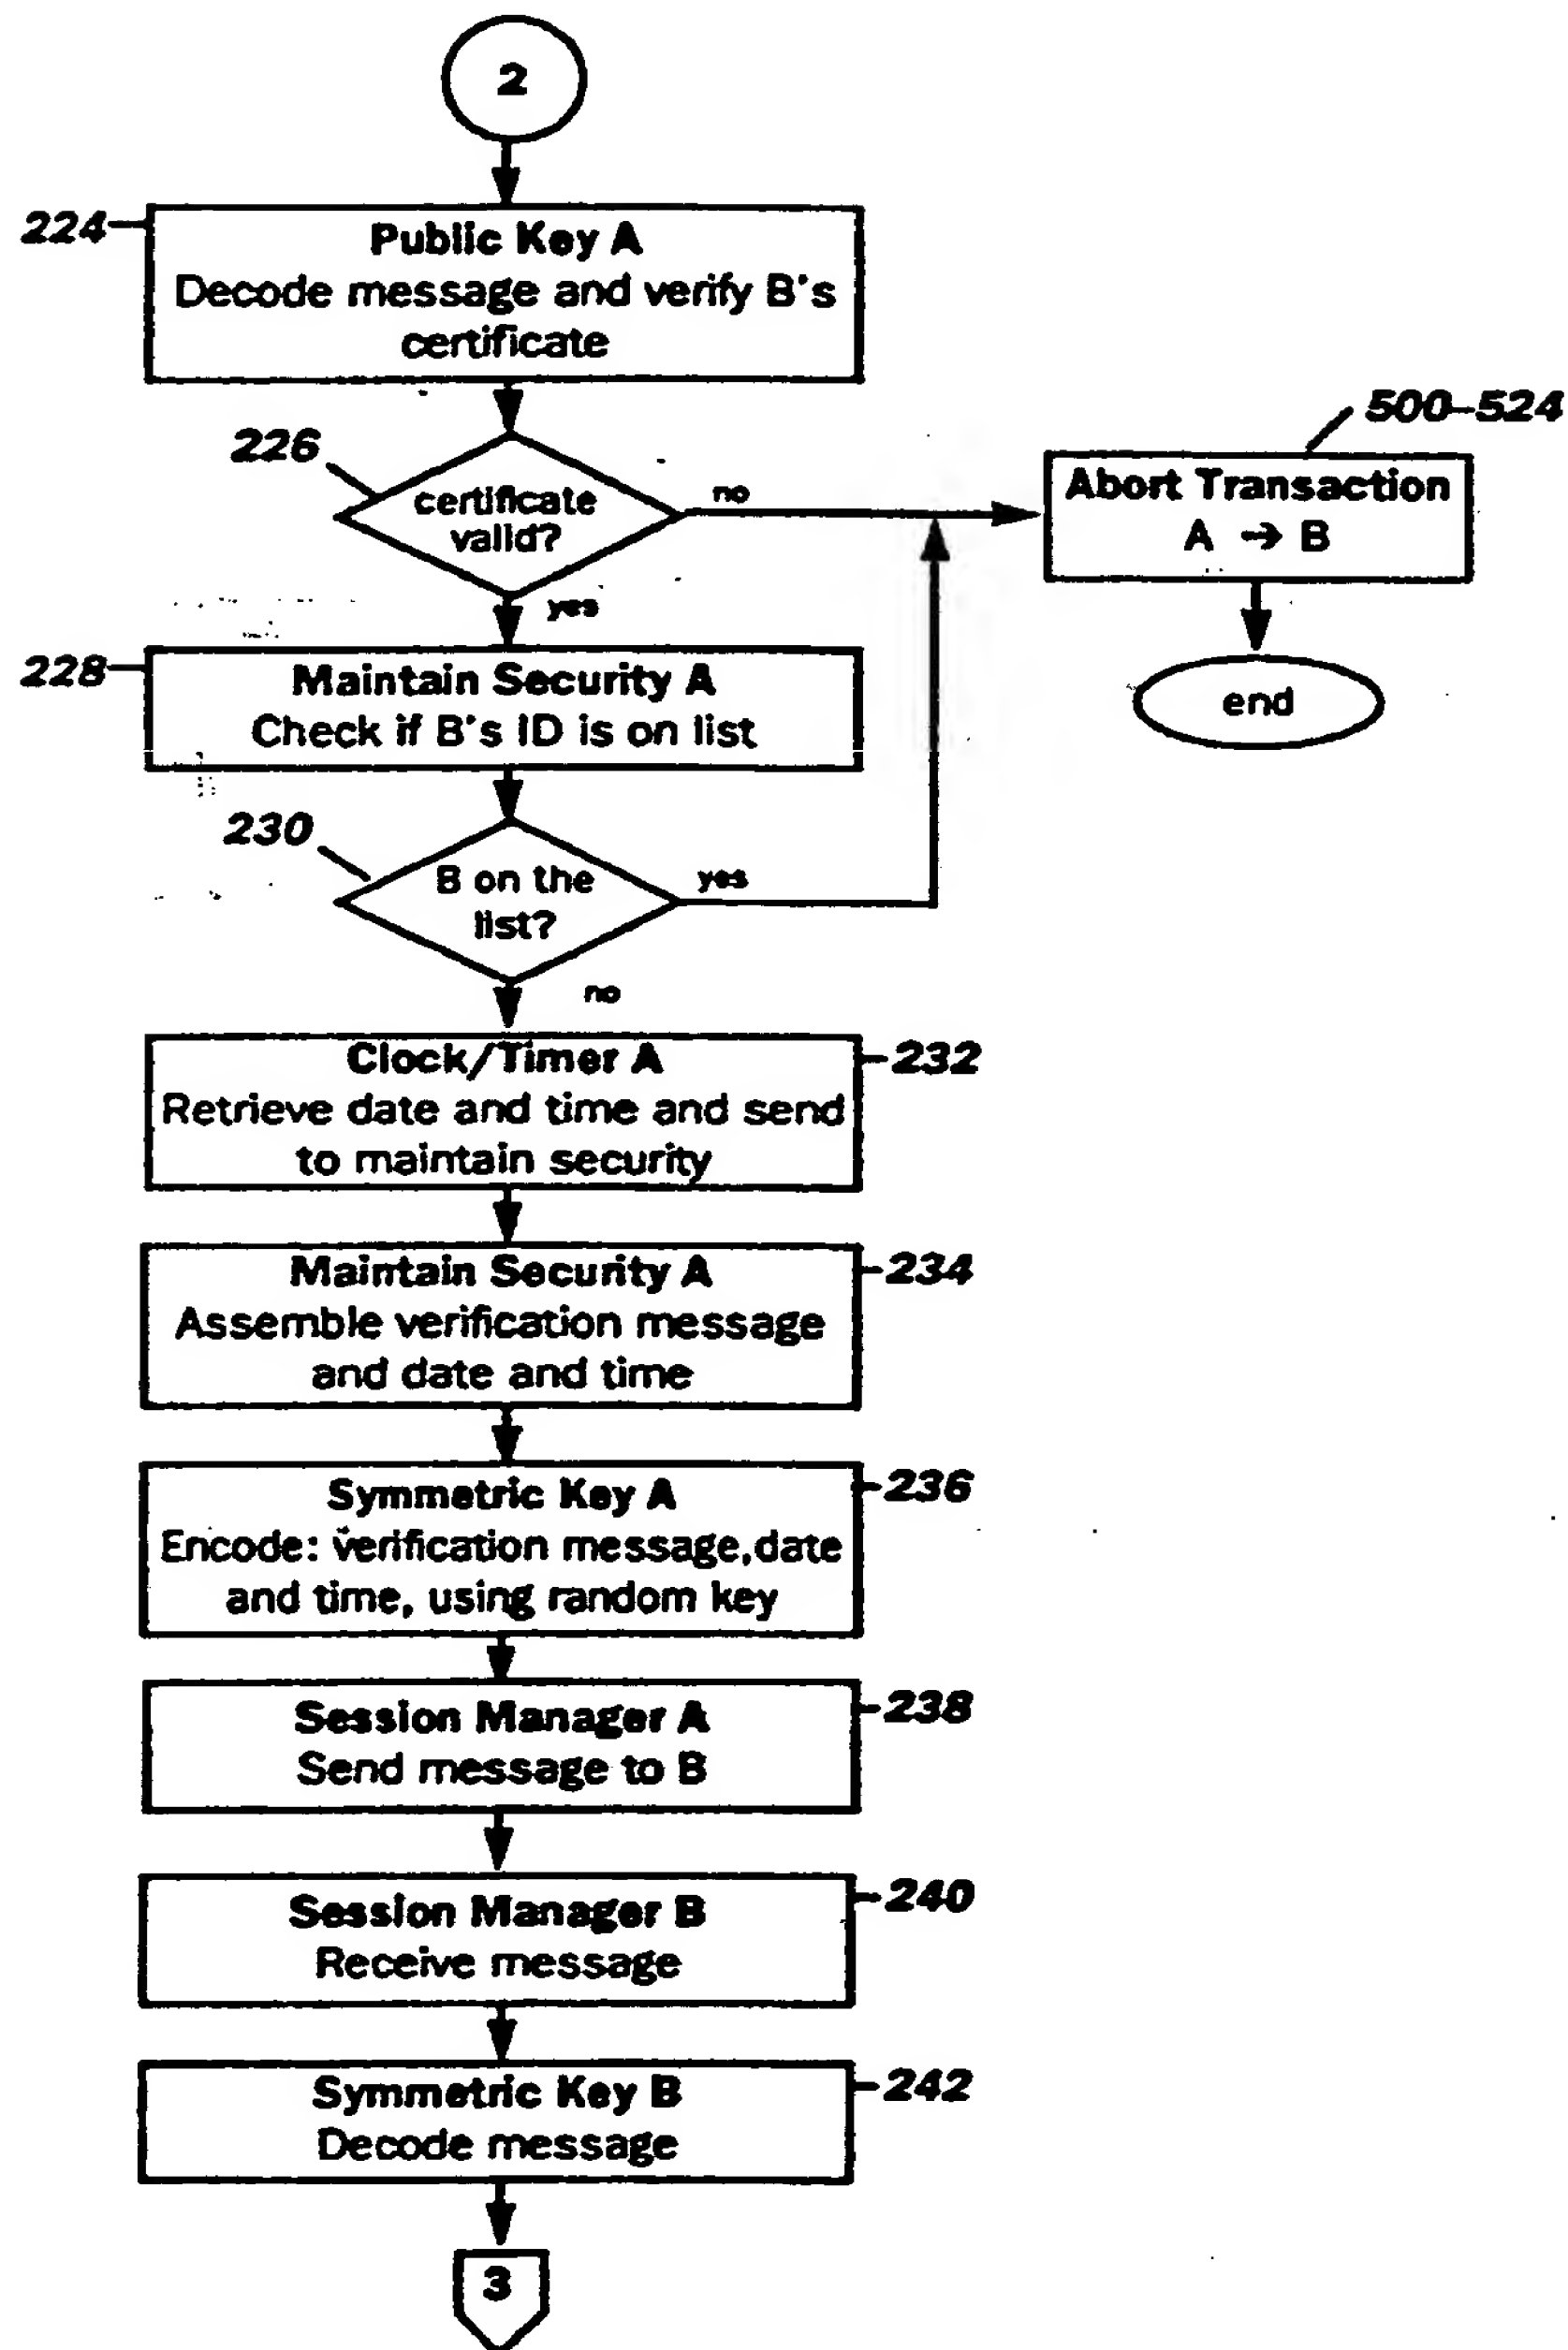 2
224
Public Key A
Decode message and verify B's
certificate
226
certificate
valid?
no
500-524
Abort Transaction
A → B
end
yes
228
Maintain Security A
Check if B's ID is on list
230
B on the
list?
yes
no
Clock/Timer A
232
Retrieve date and time and send
to maintain security
Maintain Security A
234
Assemble verification message
and date and time
Symmetric Key A
236
Encode: verification message,date
and time, using random key
Session Manager A
238
Send message to B
Session Manager B
240
Receive message
Symmetric Key B
242
Decode message
3